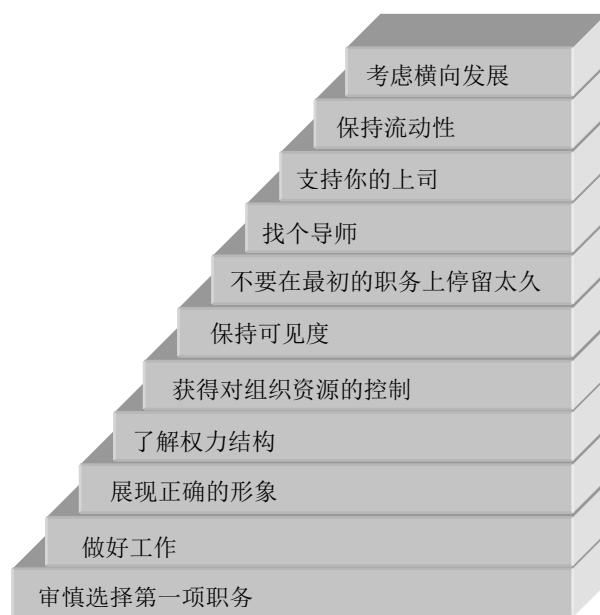 考虑横向发展
保持流动性
支持你的上司
找个导师
不要在最初的职务上停留太久
保持可见度
获得对组织资源的控制
了解权力结构
展现正确的形象
做好工作
审慎选择第一项职务